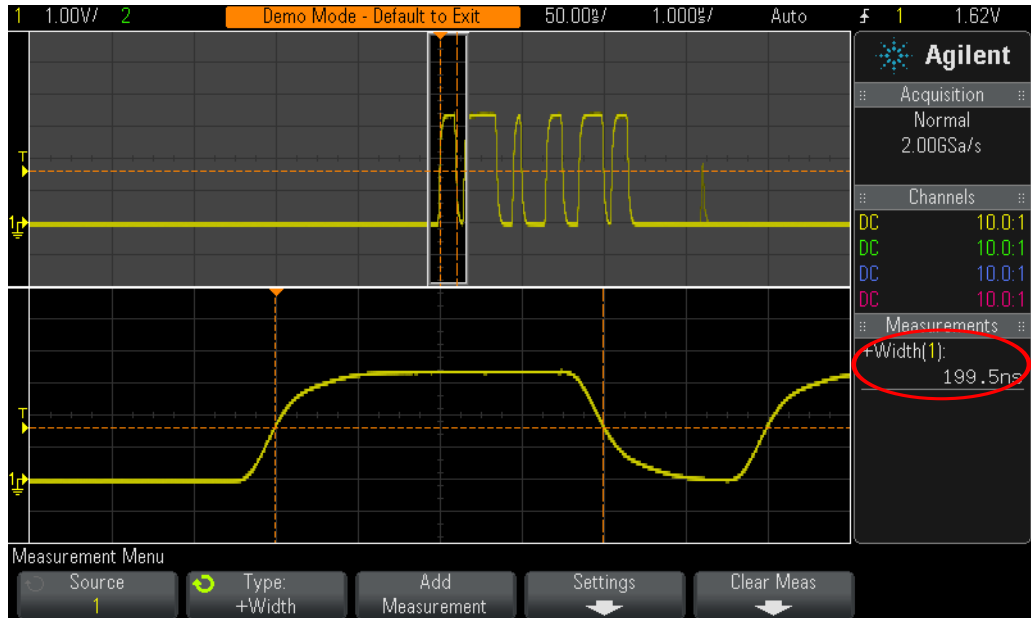 1 1.00V/ 2 Demo Mode - Default to Exit 50.00㎱/ 1.000㎲/ Auto 1 1.62V
Agilent
Acquisition
Normal
2.00GSa/s
Channels
DC 10.0:1
DC 10.0:1
DC 10.0:1
DC 10.0:1
Measurements
+Width(1):
199.5ns
T
1
T
1
Measurement Menu
Source
1
Type:
+Width
Add
Measurement
Settings
Clear Meas